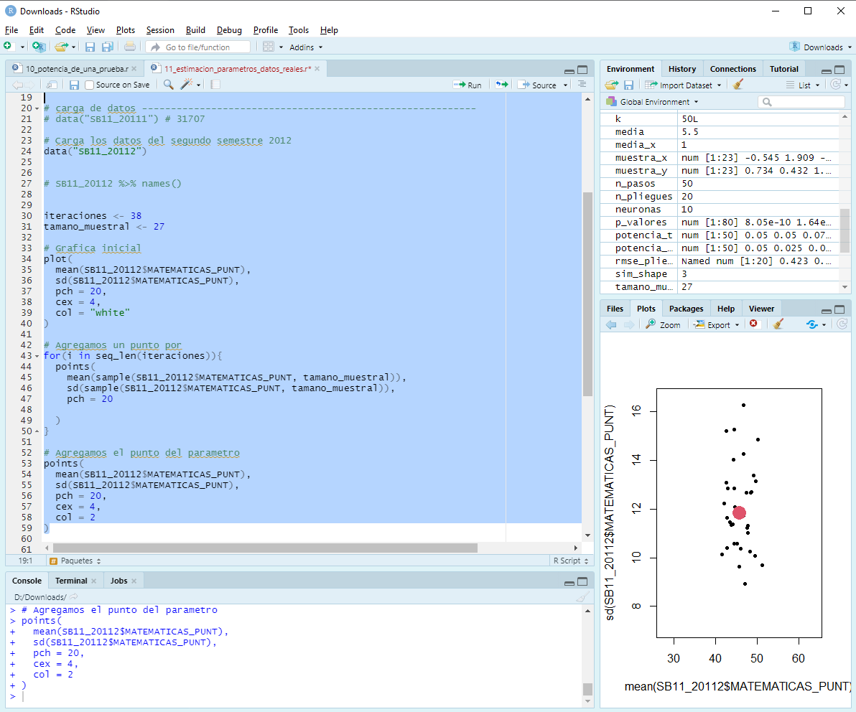 Downloads - RStudio
File Edit Code View Plots Session Build Debug Profile Tools Help
Go to file/function Addins Downloads
10_potencia_de_una_prueba.r 11_estimacion_parametros_datos_reales.r*
Source on Save Run Source
19
20 # carga de datos ----------------------------------------------------------
21 # data("SB11_20111") # 31707
22
23 # Carga los datos del segundo semestre 2012
24 data("SB11_20112")
25
26
27 # SB11_20112 %>% names()
28
29
30 iteraciones <- 38
31 tamano_muestral <- 27
32
33 # Grafica inicial
34 plot(
35 mean(SB11_20112$MATEMATICAS_PUNT),
36 sd(SB11_20112$MATEMATICAS_PUNT),
37 pch = 20,
38 cex = 4,
39 col = "white"
40 )
41
42 # Agregamos un punto por
43 for(i in seq_len(iteraciones)){
44 points(
45 mean(sample(SB11_20112$MATEMATICAS_PUNT, tamano_muestral)),
46 sd(sample(SB11_20112$MATEMATICAS_PUNT, tamano_muestral)),
47 pch = 20
48
49 )
50 }
51
52 # Agregamos el punto del parametro
53 points(
54 mean(SB11_20112$MATEMATICAS_PUNT),
55 sd(SB11_20112$MATEMATICAS_PUNT),
56 pch = 20,
57 cex = 4,
58 col = 2
59 )
60
61
19:1 Paquetes R Script
Console Terminal Jobs
D:/Downloads/
> # Agregamos el punto del parametro
> points(
+ mean(SB11_20112$MATEMATICAS_PUNT),
+ sd(SB11_20112$MATEMATICAS_PUNT),
+ pch = 20,
+ cex = 4,
+ col = 2
+ )
>
Environment History Connections Tutorial
Import Dataset List
Global Environment
k 50L
media 5.5
media_x 1
muestra_x num [1:23] -0.545 1.909 -…
muestra_y num [1:23] 0.734 0.432 1.…
n_pasos 50
n_pliegues 20
neuronas 10
p_valores num [1:80] 8.05e-10 1.64e…
potencia_t num [1:50] 0.05 0.05 0.07…
potencia_… num [1:50] 0.05 0.025 0.0…
rmse_plie… Named num [1:20] 0.423 0.…
sim_shape 3
tamano_mu… 27
Files Plots Packages Help Viewer
Zoom Export
sd(SB11_20112$MATEMATICAS_PUNT)
16
14
12
10
8
30 40 50 60
mean(SB11_20112$MATEMATICAS_PUNT)